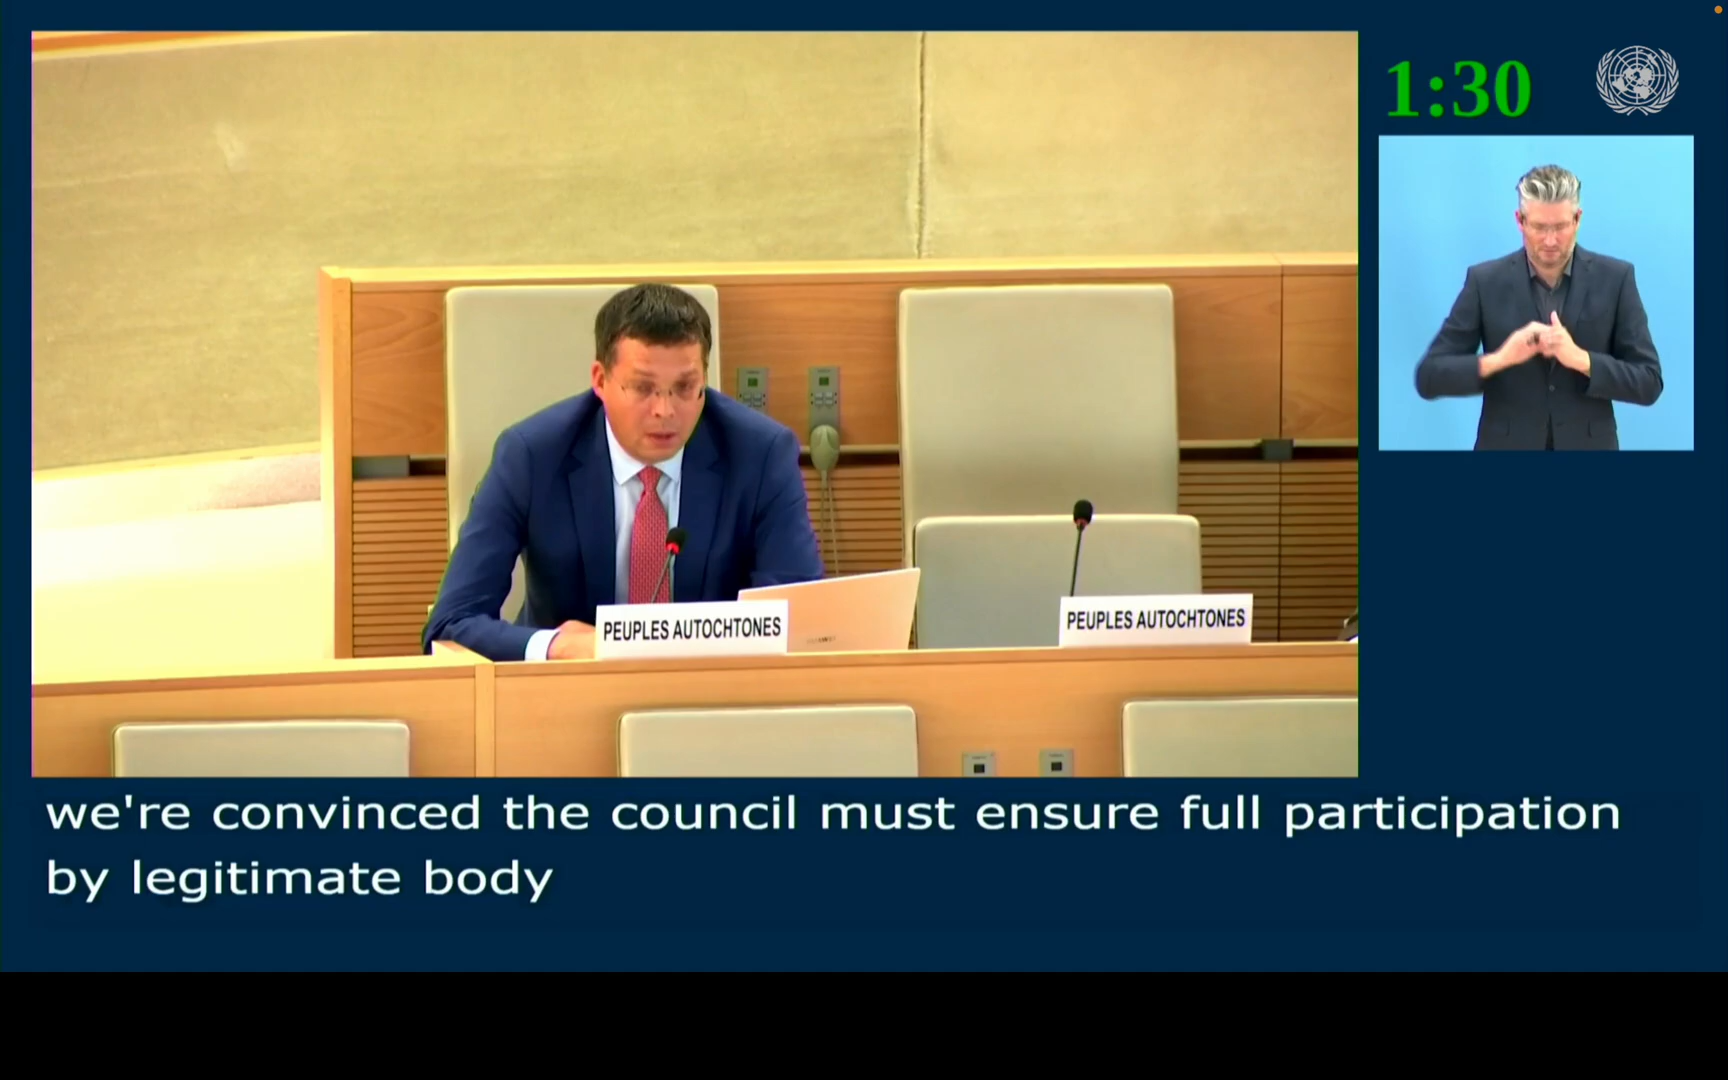 1:30
PEUPLES AUTOCHTONES
PEUPLES AUTOCHTONES
we're convinced the council must ensure full participation
by legitimate body